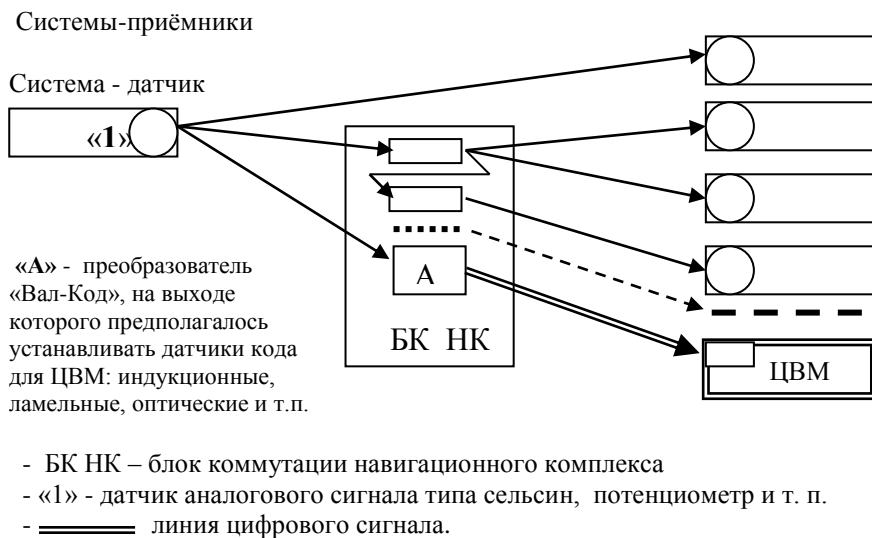 Системы-приёмники
Система - датчик
«1»
«А» - преобразователь
«Вал-Код», на выходе
которого предполагалось
устанавливать датчики кода
для ЦВМ: индукционные,
ламельные, оптические и т.п.
А
БК НК
ЦВМ
- БК НК – блок коммутации навигационного комплекса
- «1» - датчик аналогового сигнала типа сельсин, потенциометр и т. п.
- линия цифрового сигнала.